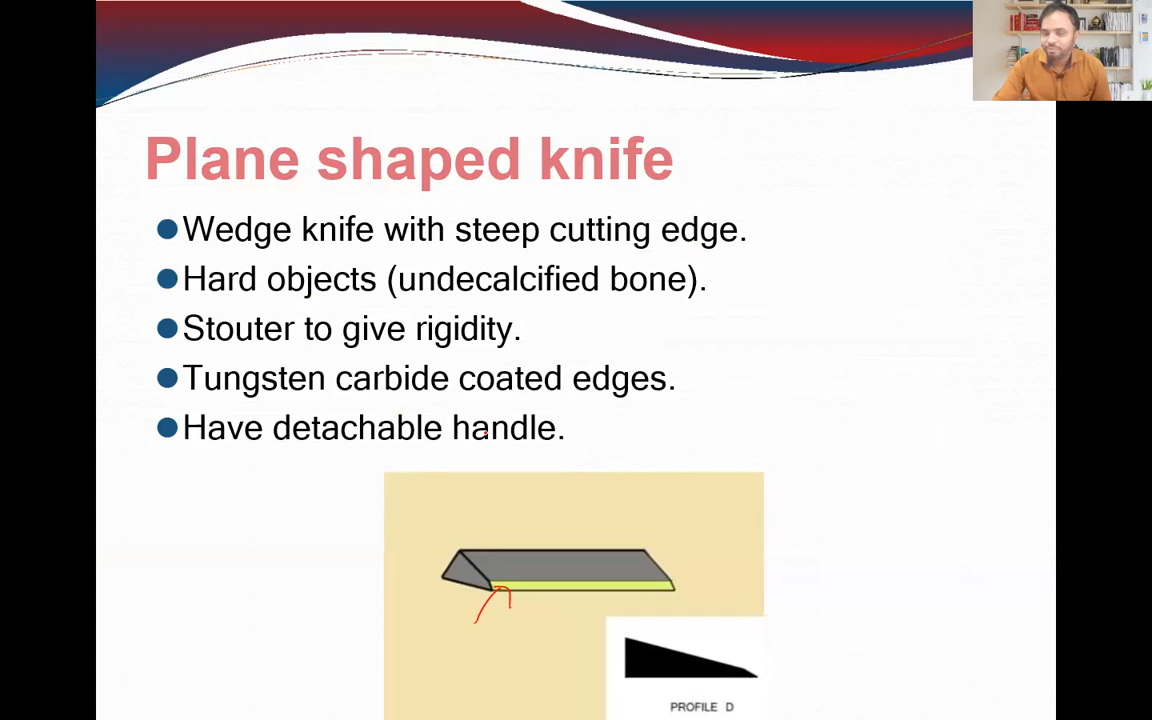 Plane shaped knife
Wedge knife with steep cutting edge.
Hard objects (undecalcified bone).
Stouter to give rigidity.
Tungsten carbide coated edges.
Have detachable handle.
PROFILE D